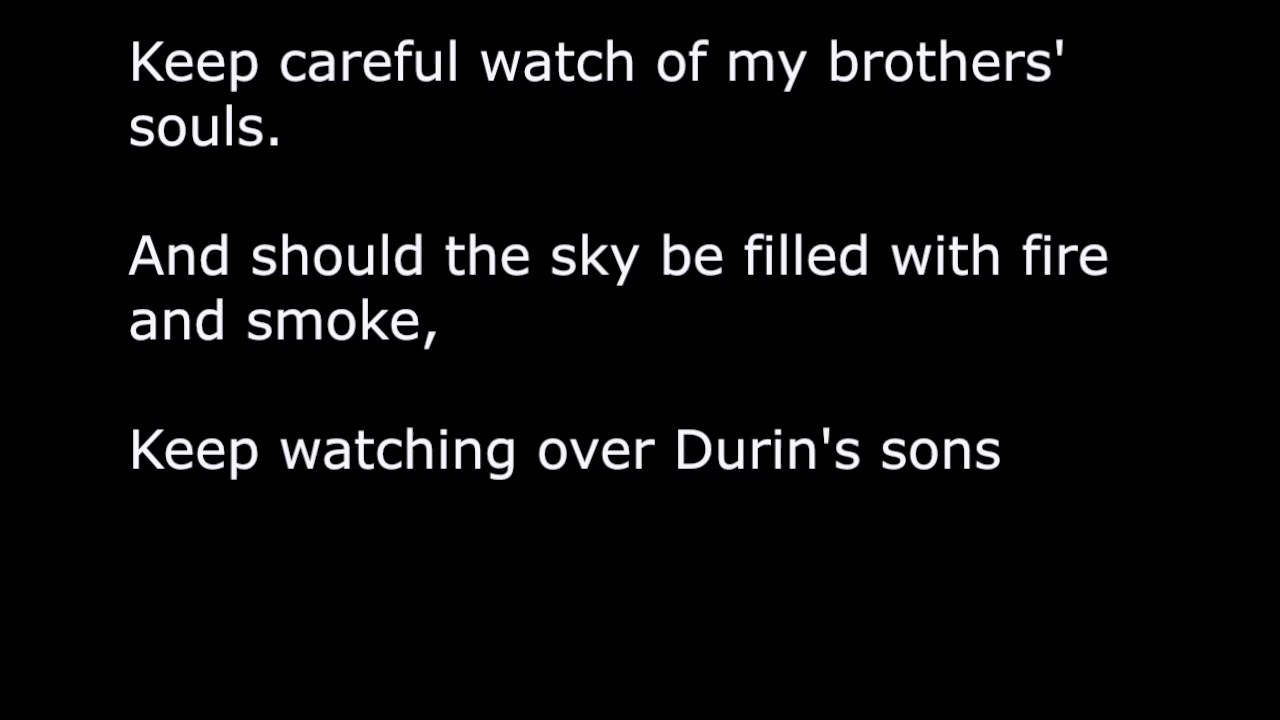 Keep careful watch of my brothers'
souls.
And should the sky be filled with fire
and smoke,
Keep watching over Durin's sons